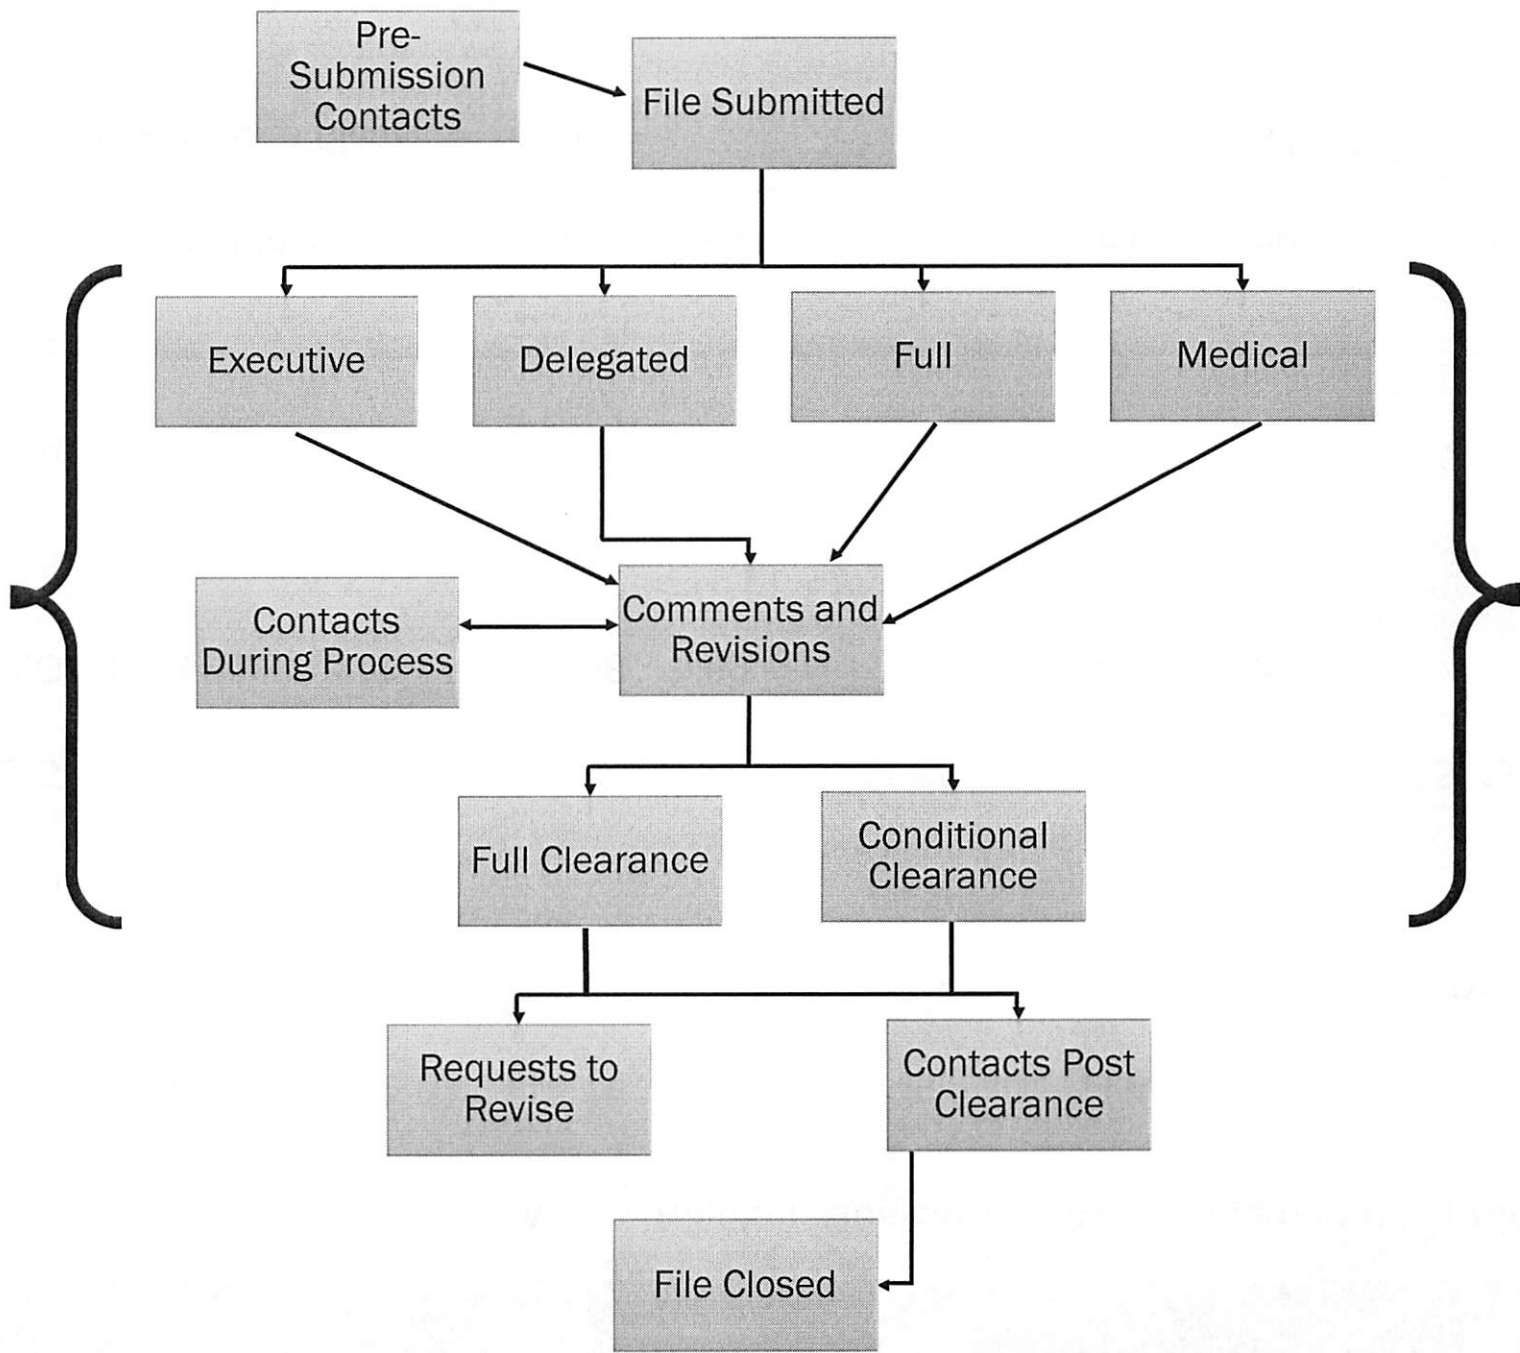 Pre-
Submission
Contacts
File Submitted
Executive
Delegated
Full
Medical
Contacts
During Process
Comments and
Revisions
Full Clearance
Conditional
Clearance
Requests to
Revise
Contacts Post
Clearance
File Closed